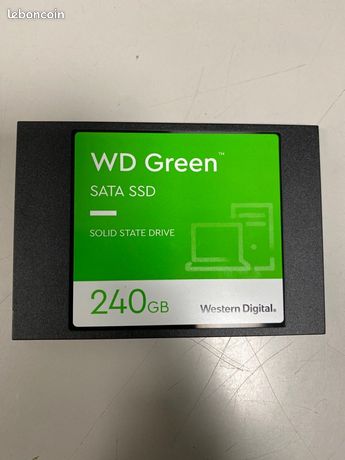 leboncoin
WD Green™
SATA SSD
SOLID STATE DRIVE
240GB
Western Digital®